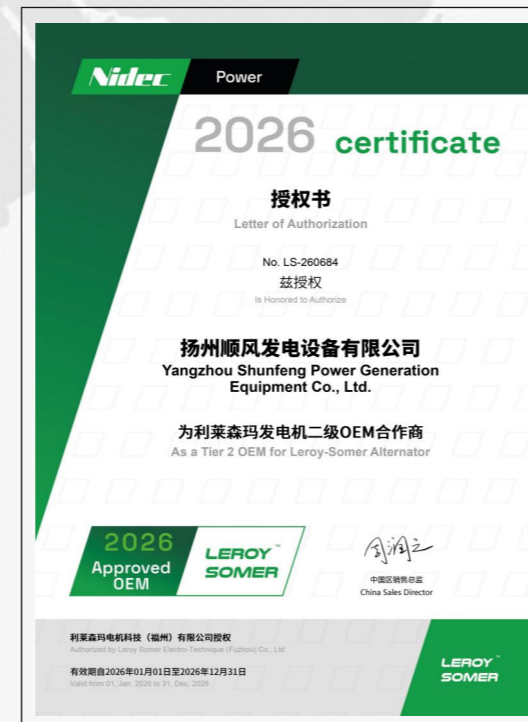 Nidec Power
2026 certificate
授权书
Letter of Authorization
No. LS-260684
兹授权
Is Honored to Authorize
扬州顺风发电设备有限公司
Yangzhou Shunfeng Power Generation
Equipment Co., Ltd.
为利莱森玛发电机二级OEM合作商
As a Tier 2 OEM for Leroy-Somer Alternator
2026
Approved
OEM
LEROY™
SOMER
中国区销售总监
China Sales Director
利莱森玛电机科技（福州）有限公司授权
Authorized by Leroy Somer Electro-Technique (Fuzhou) Co., Ltd
有效期自2026年01月01日至2026年12月31日
Valid from 01, Jan. 2026 to 31, Dec. 2026
LEROY™
SOMER